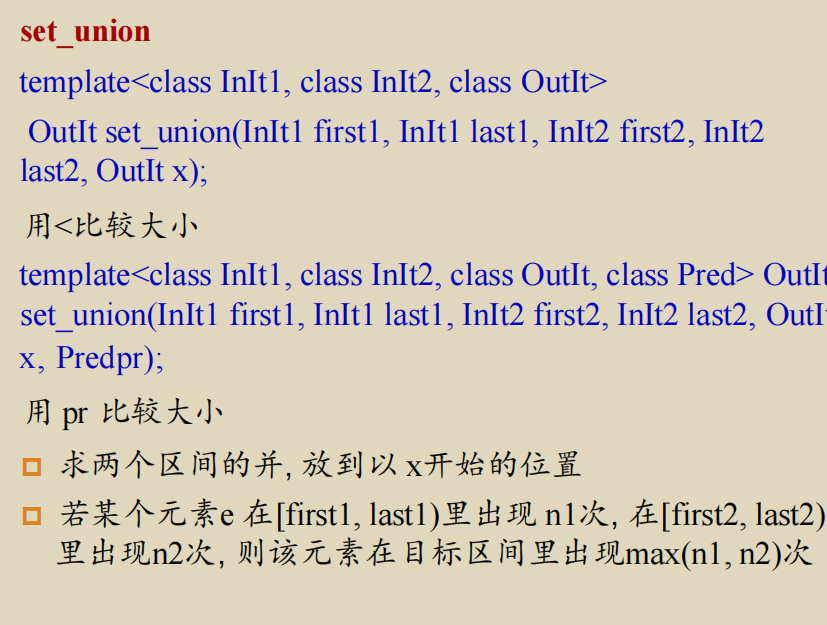 set_union
template<class InIt1, class InIt2, class OutIt>
OutIt set_union(InIt1 first1, InIt1 last1, InIt2 first2, InIt2
last2, OutIt x);
用<比较大小
template<class InIt1, class InIt2, class OutIt, class Pred> OutIt
set_union(InIt1 first1, InIt1 last1, InIt2 first2, InIt2 last2, OutIt
x, Predpr);
用 pr 比较大小
求两个区间的并, 放到以 x开始的位置
若某个元素e 在[first1, last1)里出现 n1次, 在[first2, last2)
里出现n2次, 则该元素在目标区间里出现max(n1, n2)次